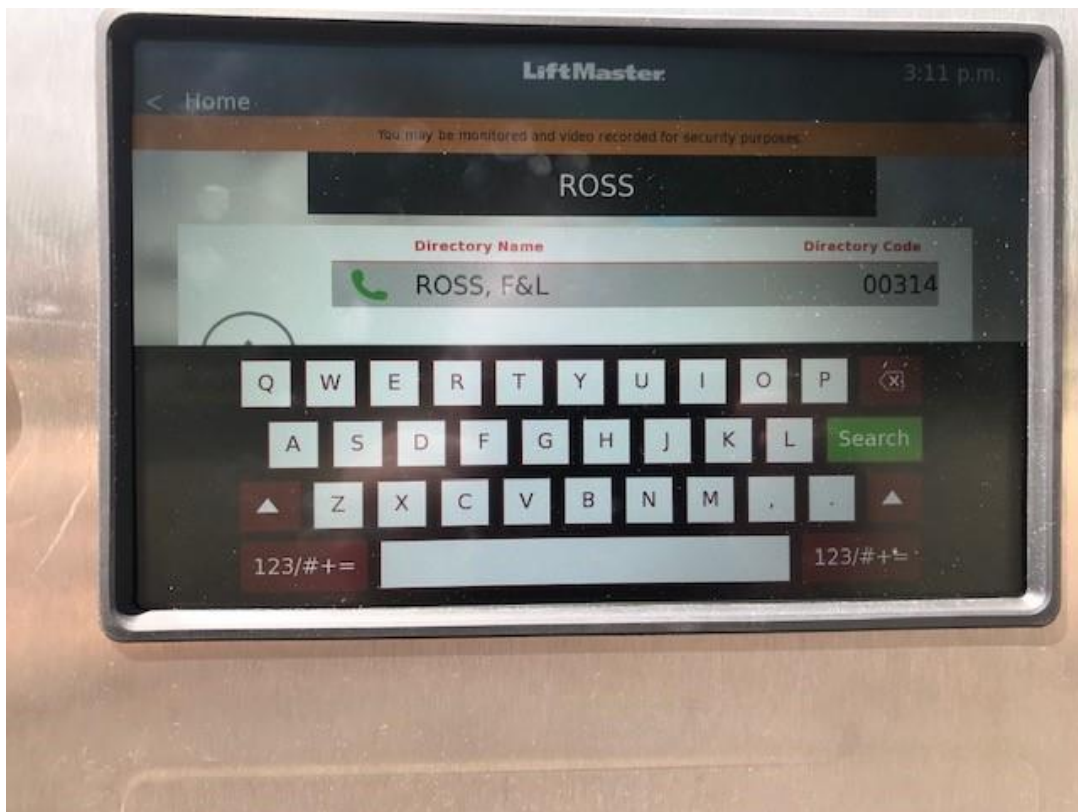 LiftMaster
3:11 p.m.
< Home
You may be monitored and video recorded for security purposes.
ROSS
Directory Name Directory Code
ROSS, F&L 00314
Q W E R T Y U I O P
A S D F G H J K L Search
Z X C V B N M , .
123/#+= 123/#+=